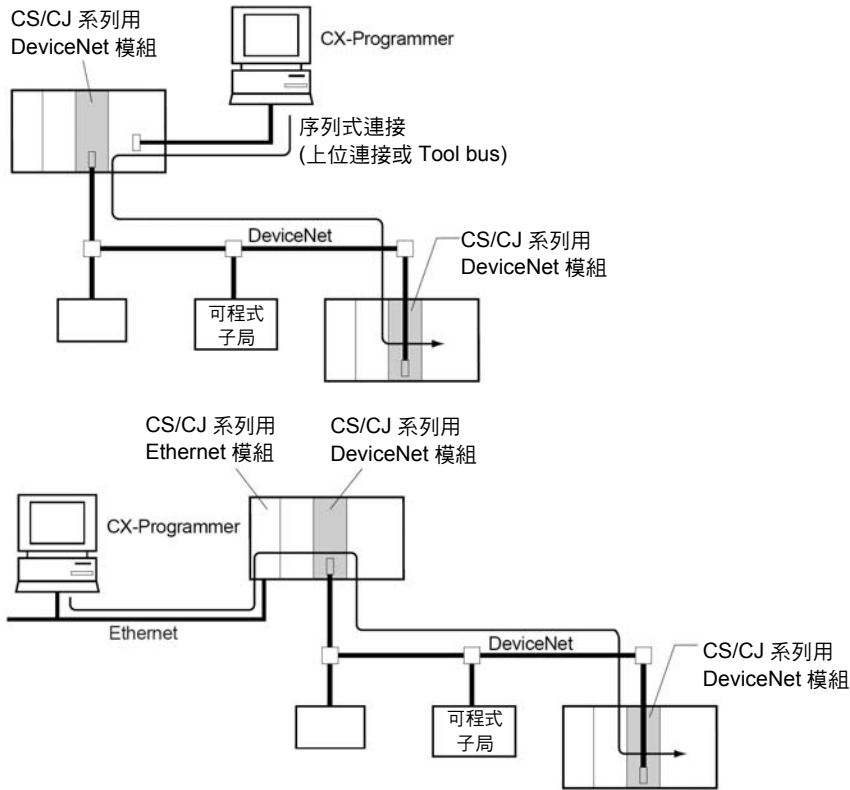 CS/CJ 系列用
DeviceNet 模組
CX-Programmer
序列式連接
(上位連接或 Tool bus)
DeviceNet
CS/CJ 系列用
DeviceNet 模組
可程式
子局
CS/CJ 系列用
Ethernet 模組
CS/CJ 系列用
DeviceNet 模組
CX-Programmer
Ethernet
DeviceNet
CS/CJ 系列用
DeviceNet 模組
可程式
子局